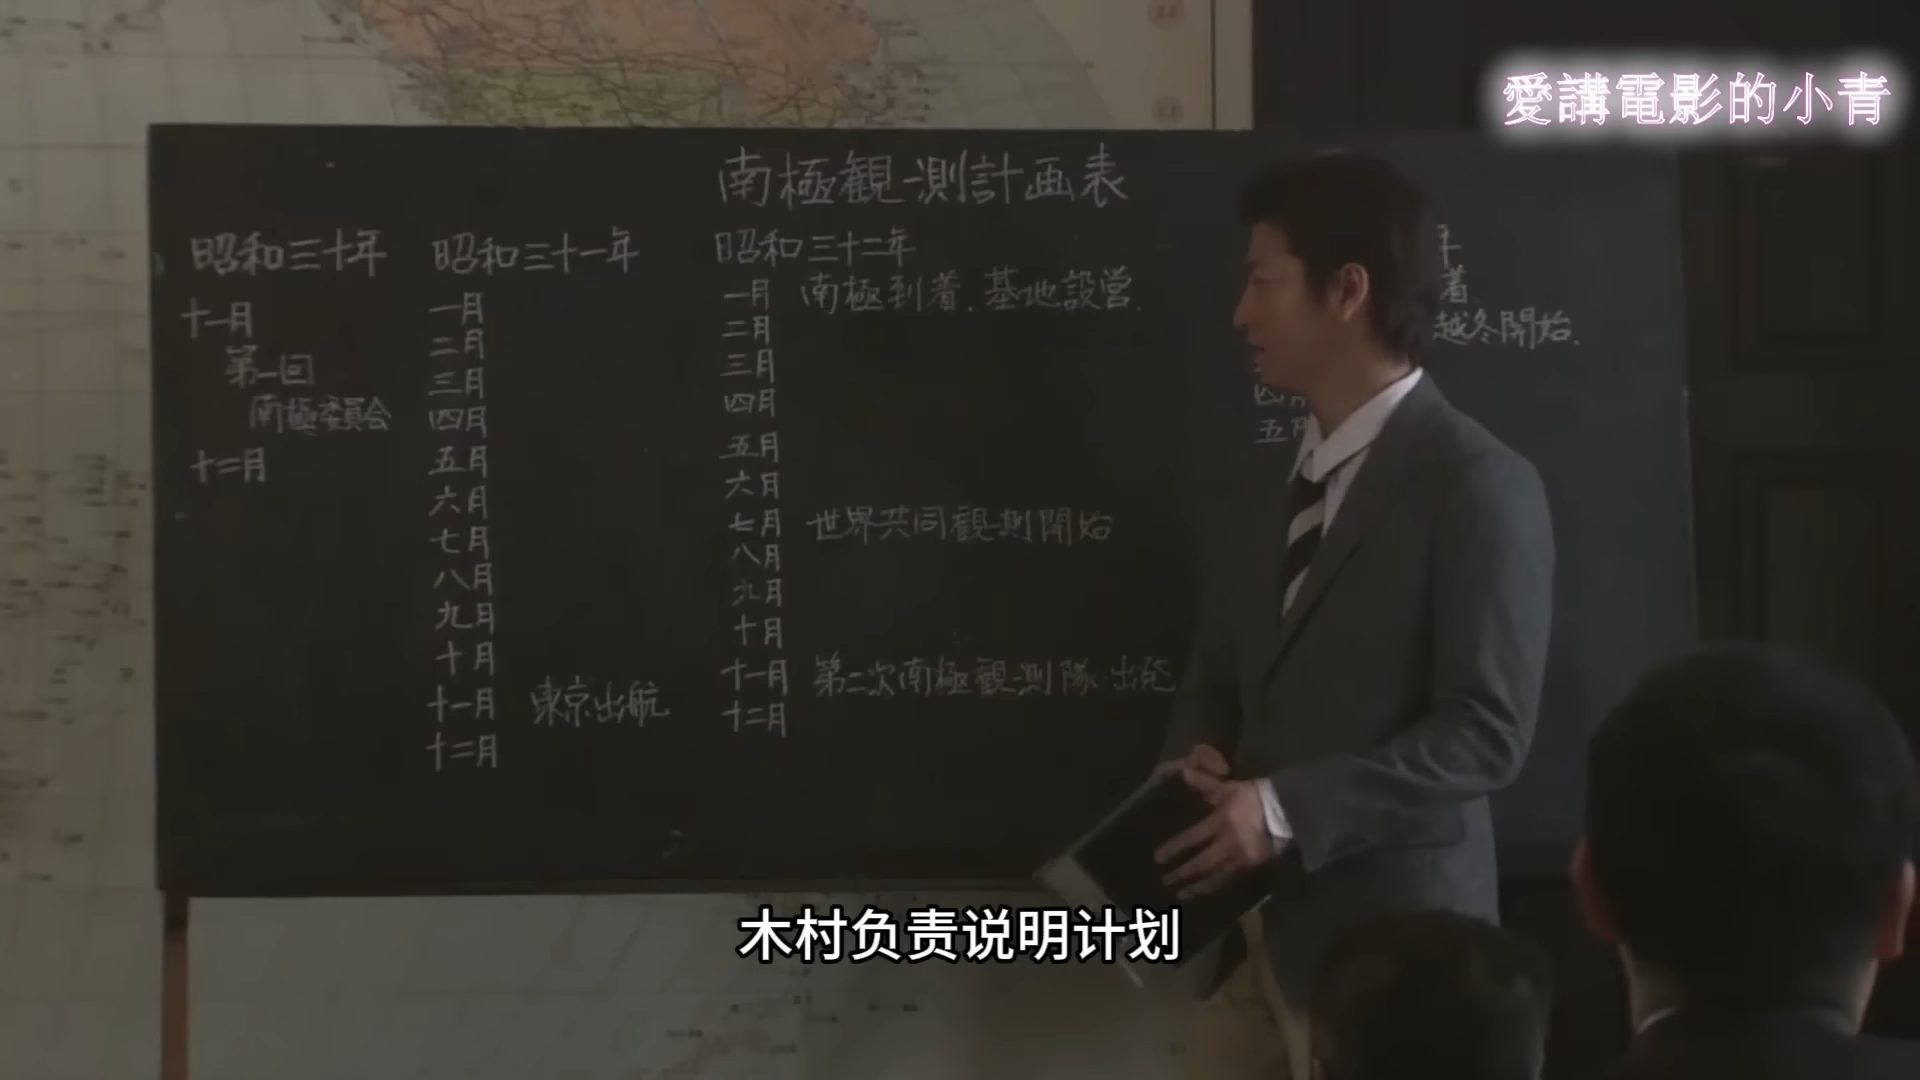 愛講電影的小青
南極観測計画表
昭和三十年
十一月
第一回
南極委員会
十二月
昭和三十一年
一月
二月
三月
四月
五月
六月
七月
八月
九月
十月
十一月 東京出航
十二月
昭和三十二年
一月 南極到着、基地設営、
二月
三月
四月
五月
六月
七月 世界共同観測開始
八月
九月
十月
十一月 第二次南極観測隊出発
十二月
年
着、
越冬開始、
四月
五月
木村负责说明计划